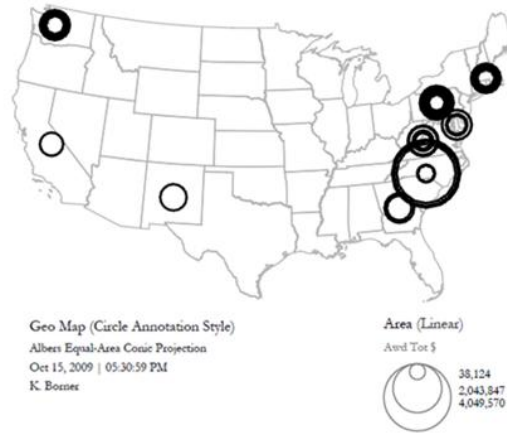 Geo Map (Circle Annotation Style)
Albers Equal-Area Conic Projection
Oct 15, 2009 | 05:30:59 PM
K. Borner
Area (Linear)
Awd Tot $
38,124
2,043,847
4,049,570